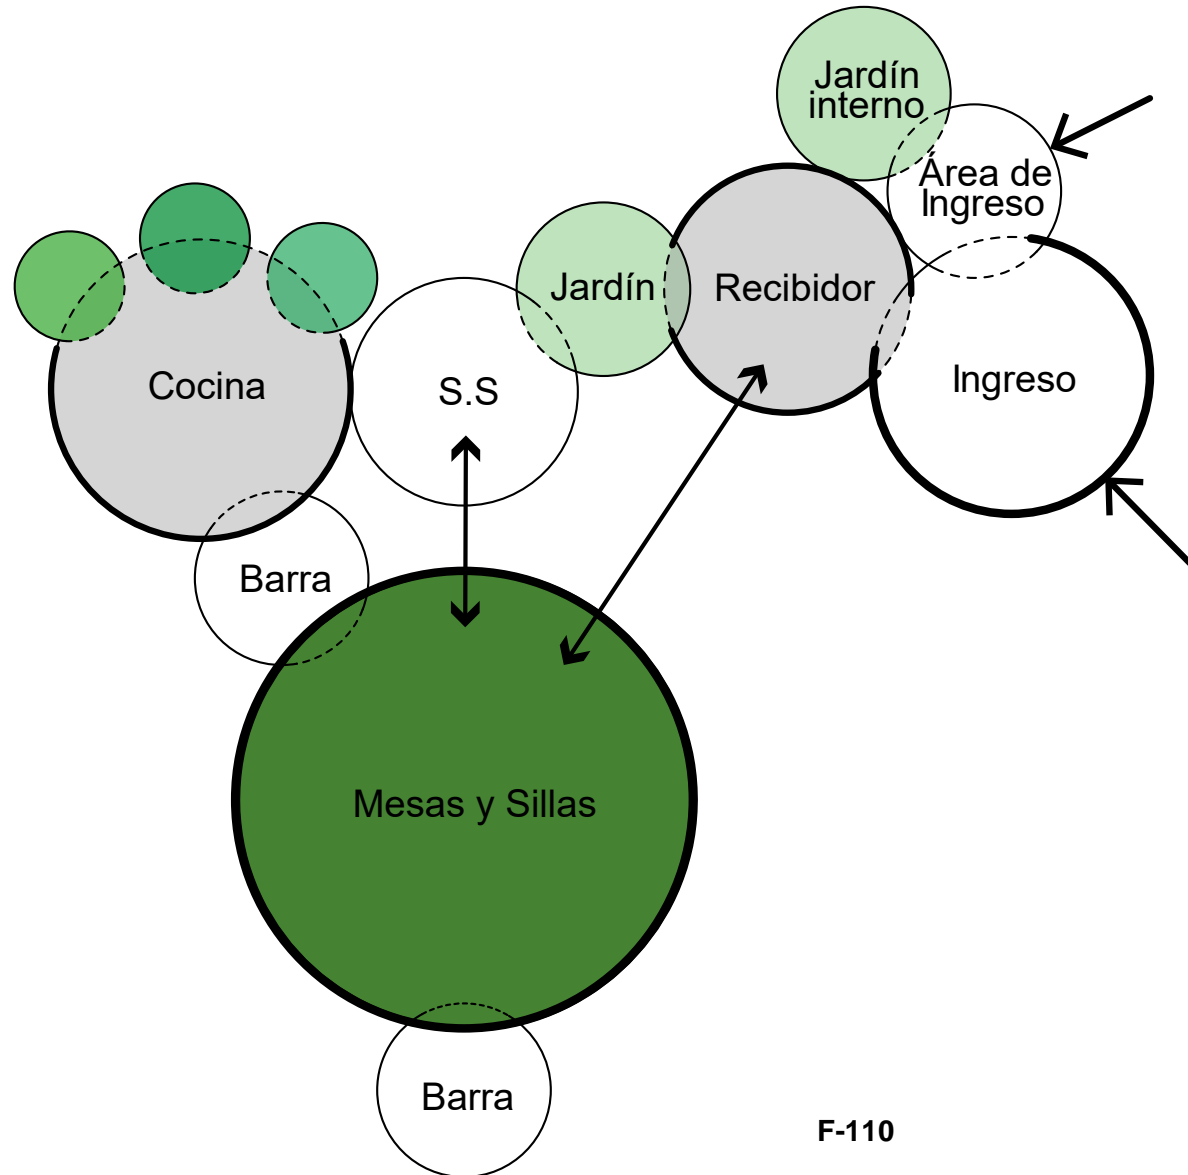 Jardín
interno
Área de
Ingreso
Jardín
Recibidor
Ingreso
Cocina
S.S
Barra
Mesas y Sillas
Barra
F-110